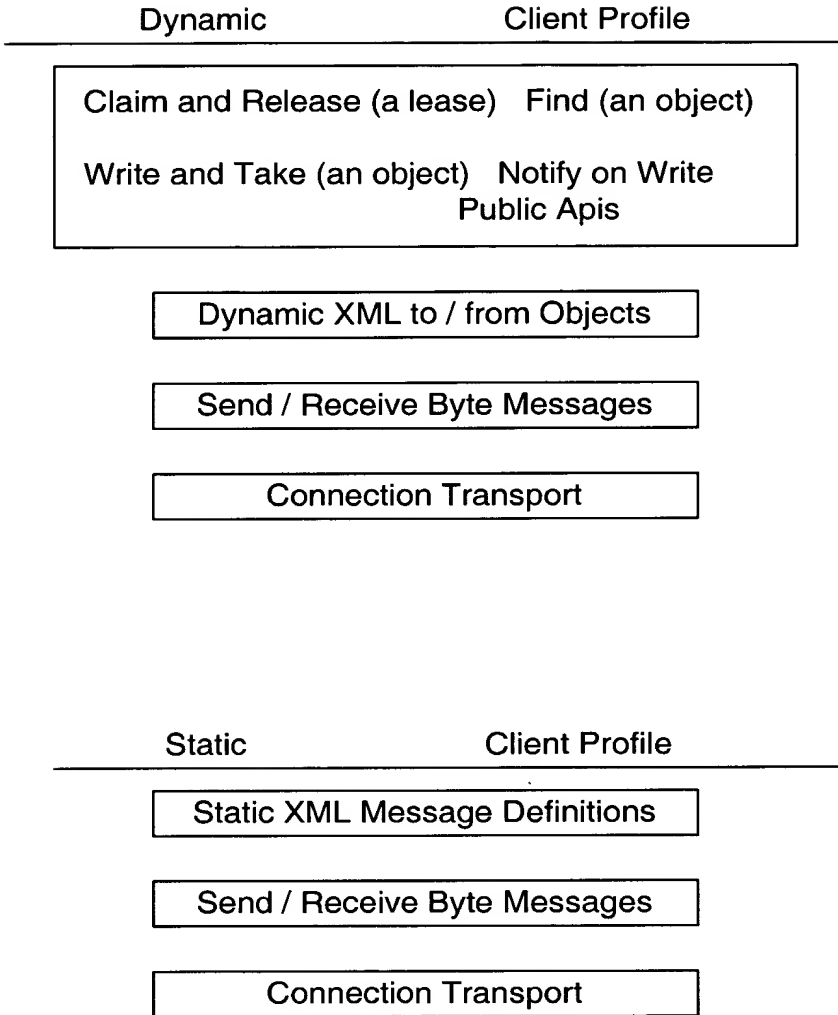 Dynamic Client Profile
Claim and Release (a lease) Find (an object)
Write and Take (an object) Notify on Write
Public Apis
Dynamic XML to / from Objects
Send / Receive Byte Messages
Connection Transport
Static Client Profile
Static XML Message Definitions
Send / Receive Byte Messages
Connection Transport